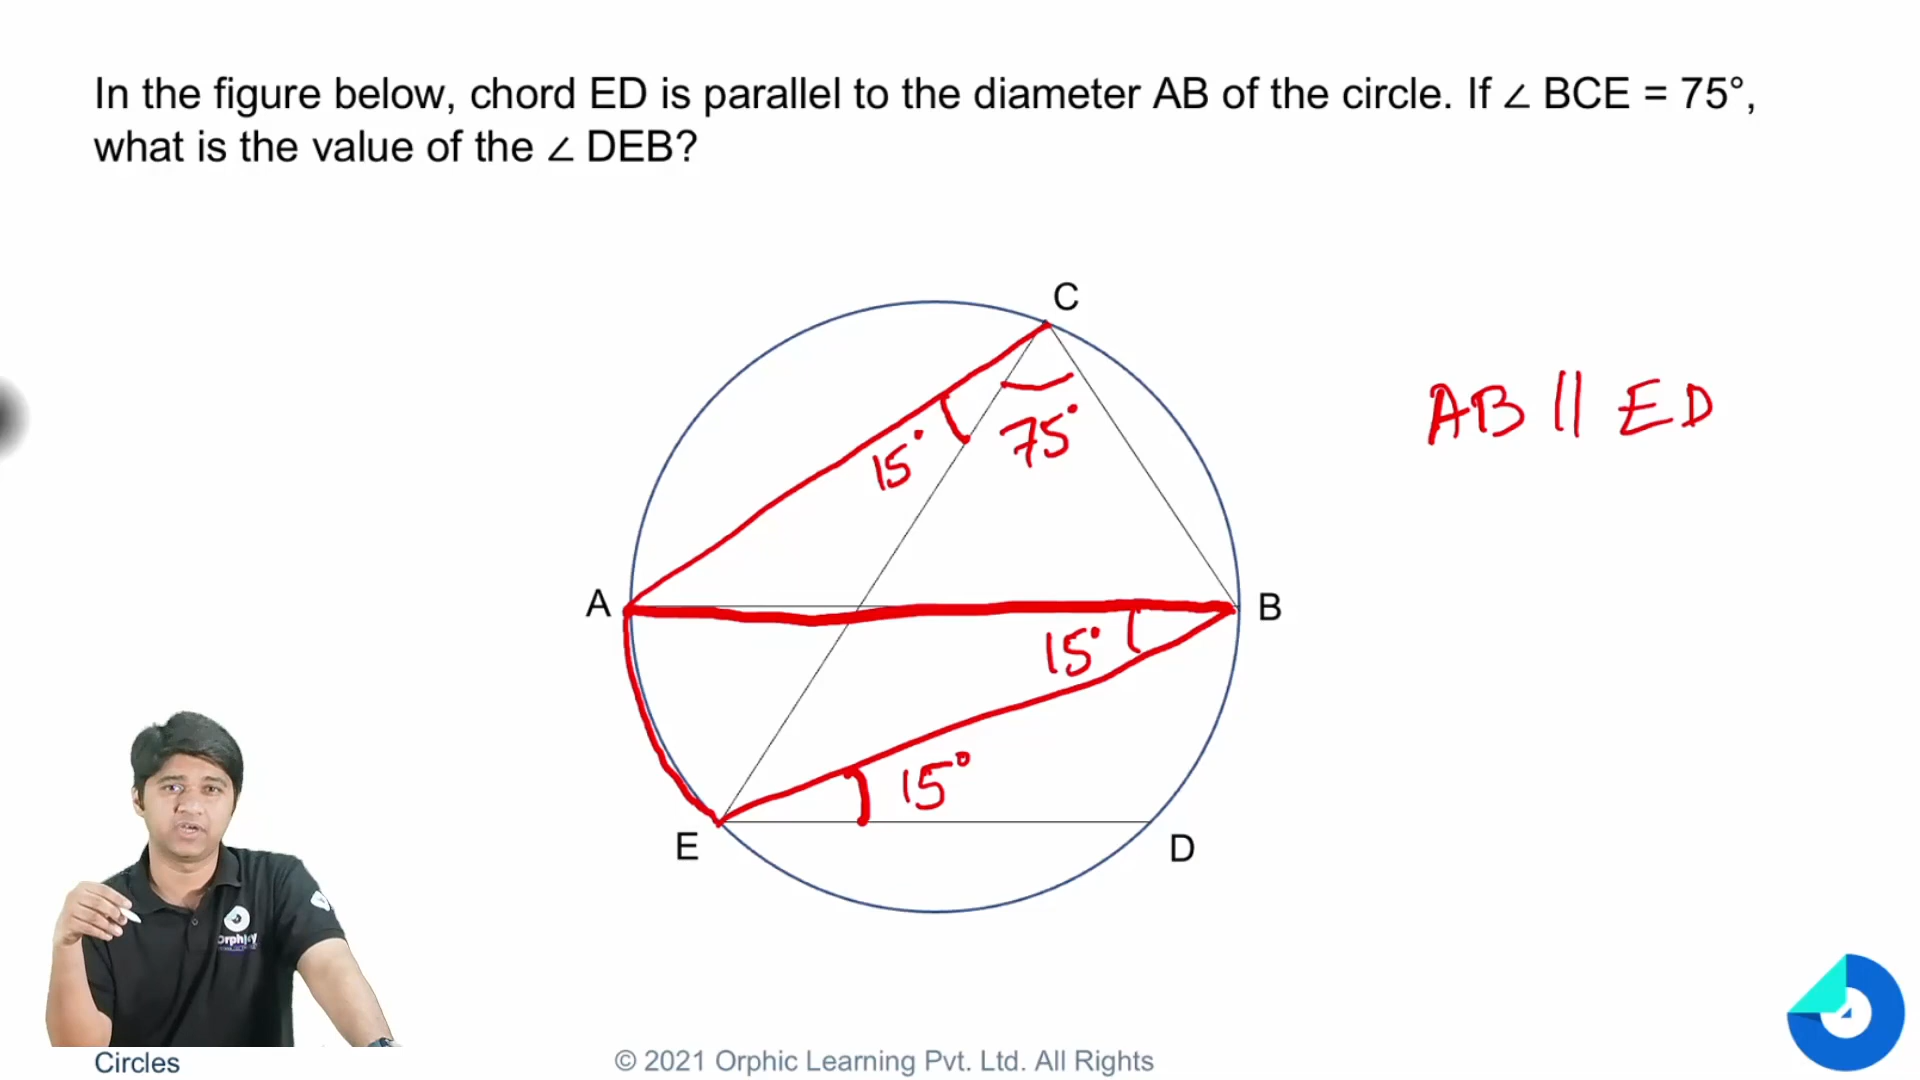 In the figure below, chord ED is parallel to the diameter AB of the circle. If ∠ BCE = 75°,
what is the value of the ∠ DEB?
C
15° 75°
AB || ED
A
B
15°
15°
E
D
Circles
© 2021 Orphic Learning Pvt. Ltd. All Rights